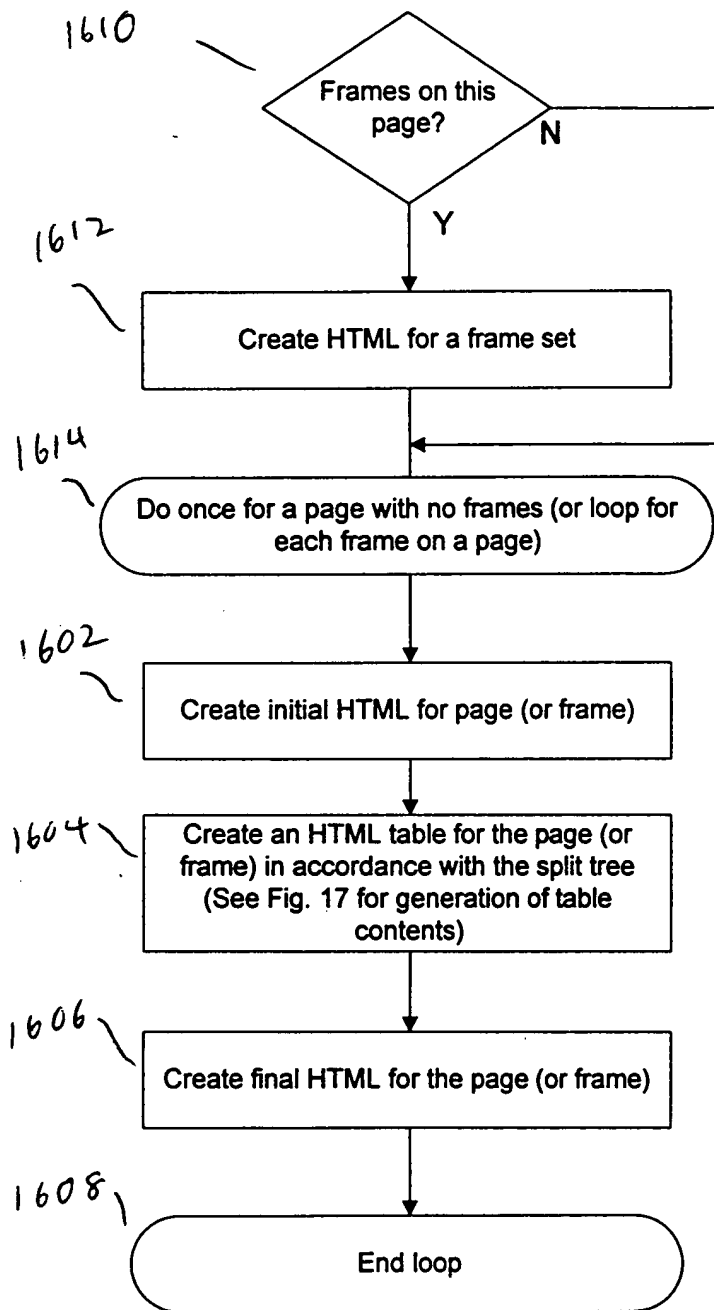 1610
Frames on this
page?
N
Y
1612
Create HTML for a frame set
1614
Do once for a page with no frames (or loop for
each frame on a page)
1602
Create initial HTML for page (or frame)
1604
Create an HTML table for the page (or
frame) in accordance with the split tree
(See Fig. 17 for generation of table
contents)
1606
Create final HTML for the page (or frame)
1608
End loop